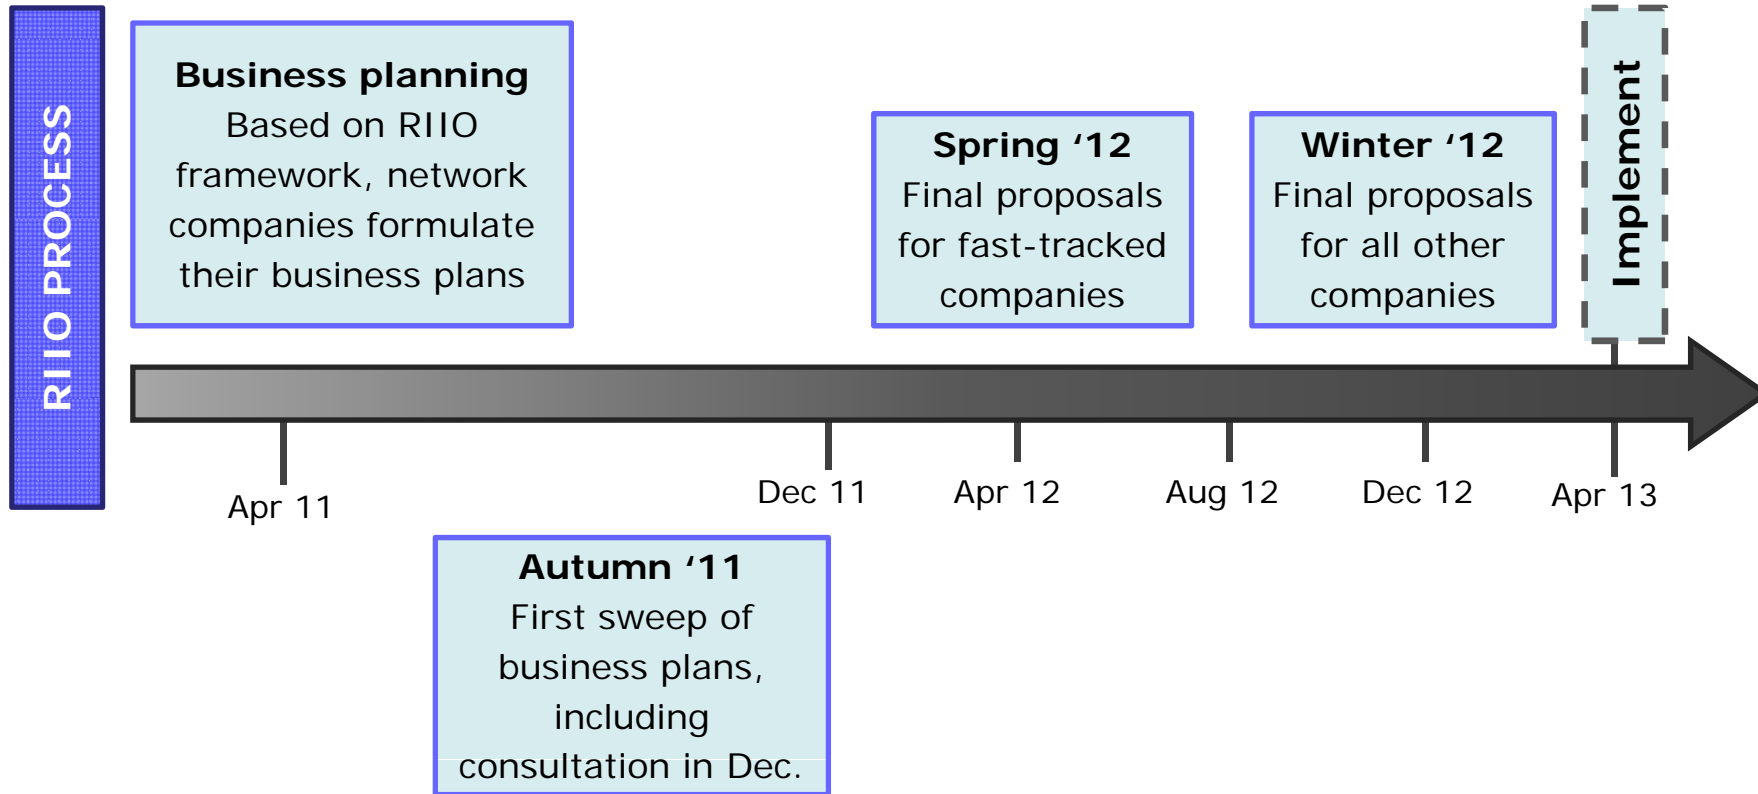 RIIO PROCESS
Business planning
Based on RIIO
framework, network
companies formulate
their business plans
Spring ‘12
Final proposals
for fast-tracked
companies
Winter ‘12
Final proposals
for all other
companies
Implement
Apr 11
Dec 11
Apr 12
Aug 12
Dec 12
Apr 13
Autumn ‘11
First sweep of
business plans,
including
consultation in Dec.